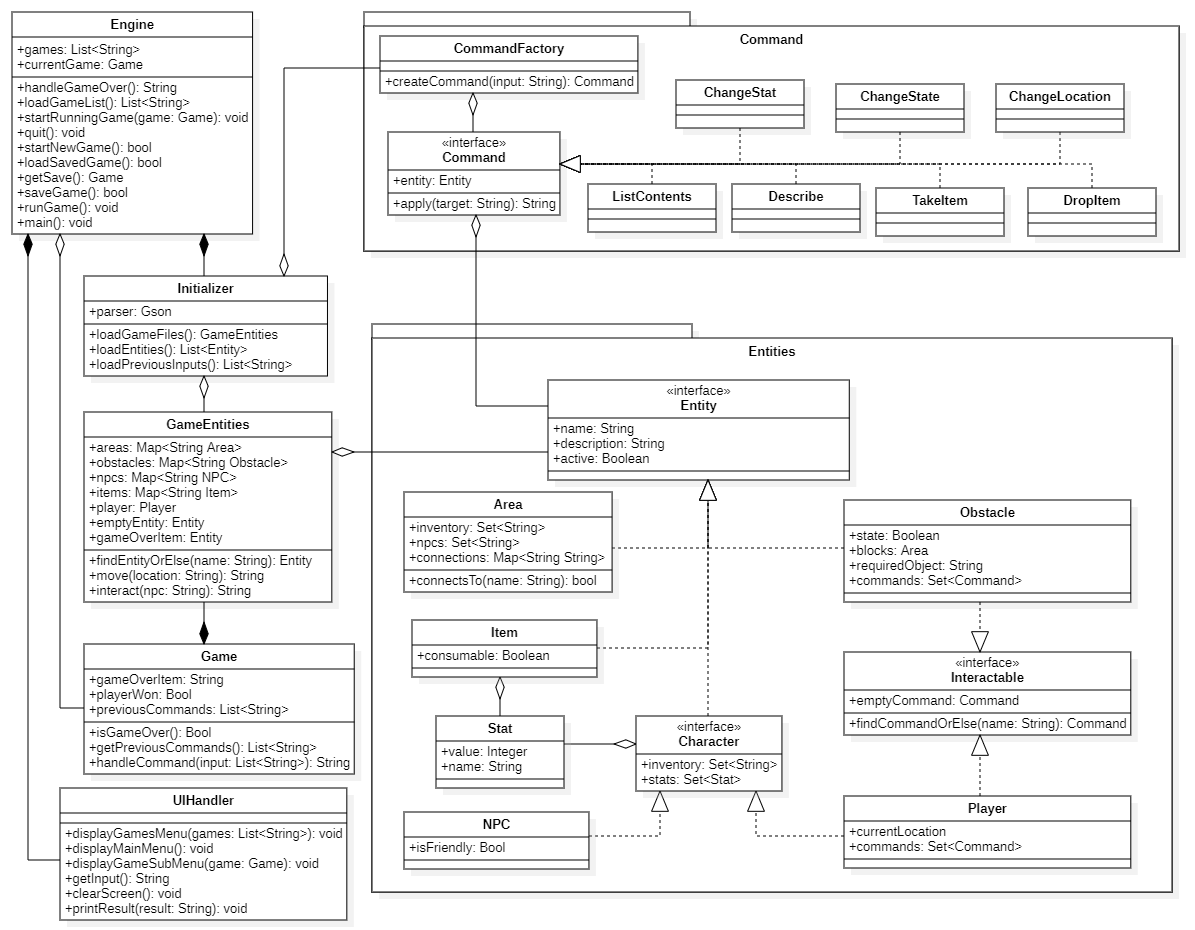 Engine
+games: List<String>
+currentGame: Game
+handleGameOver(): String
+loadGameList(): List<String>
+startRunningGame(game: Game): void
+quit(): void
+startNewGame(): bool
+loadSavedGame(): bool
+getSave(): Game
+saveGame(): bool
+runGame(): void
+main(): void
Command
CommandFactory
+createCommand(input: String): Command
«interface»
Command
+entity: Entity
+apply(target: String): String
ChangeStat
ChangeState
ChangeLocation
ListContents
Describe
TakeItem
DropItem
Initializer
+parser: Gson
+loadGameFiles(): GameEntities
+loadEntities(): List<Entity>
+loadPreviousInputs(): List<String>
GameEntities
+areas: Map<String Area>
+obstacles: Map<String Obstacle>
+npcs: Map<String NPC>
+items: Map<String Item>
+player: Player
+emptyEntity: Entity
+gameOverItem: Entity
+findEntityOrElse(name: String): Entity
+move(location: String): String
+interact(npc: String): String
Game
+gameOverItem: String
+playerWon: Bool
+previousCommands: List<String>
+isGameOver(): Bool
+getPreviousCommands(): List<String>
+handleCommand(input: List<String>): String
UIHandler
+displayGamesMenu(games: List<String>): void
+displayMainMenu(): void
+displayGameSubMenu(game: Game): void
+getInput(): String
+clearScreen(): void
+printResult(result: String): void
Entities
«interface»
Entity
+name: String
+description: String
+active: Boolean
Area
+inventory: Set<String>
+npcs: Set<String>
+connections: Map<String String>
+connectsTo(name: String): bool
Obstacle
+state: Boolean
+blocks: Area
+requiredObject: String
+commands: Set<Command>
Item
+consumable: Boolean
«interface»
Interactable
+emptyCommand: Command
+findCommandOrElse(name: String): Command
Stat
+value: Integer
+name: String
«interface»
Character
+inventory: Set<String>
+stats: Set<Stat>
NPC
+isFriendly: Bool
Player
+currentLocation
+commands: Set<Command>